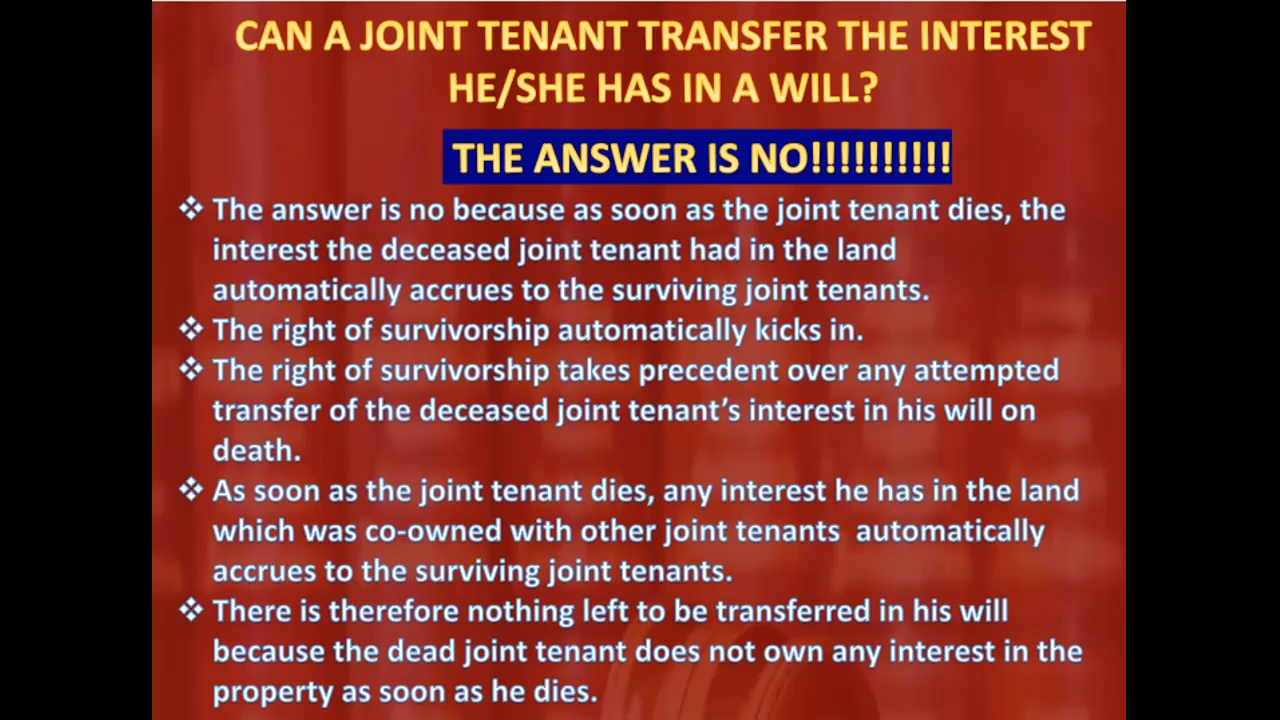 CAN A JOINT TENANT TRANSFER THE INTEREST
HE/SHE HAS IN A WILL?
THE ANSWER IS NO!!!!!!!!!!
❖ The answer is no because as soon as the joint tenant dies, the
interest the deceased joint tenant had in the land
automatically accrues to the surviving joint tenants.
❖ The right of survivorship automatically kicks in.
❖ The right of survivorship takes precedent over any attempted
transfer of the deceased joint tenant’s interest in his will on
death.
❖ As soon as the joint tenant dies, any interest he has in the land
which was co-owned with other joint tenants  automatically
accrues to the surviving joint tenants.
❖ There is therefore nothing left to be transferred in his will
because the dead joint tenant does not own any interest in the
property as soon as he dies.